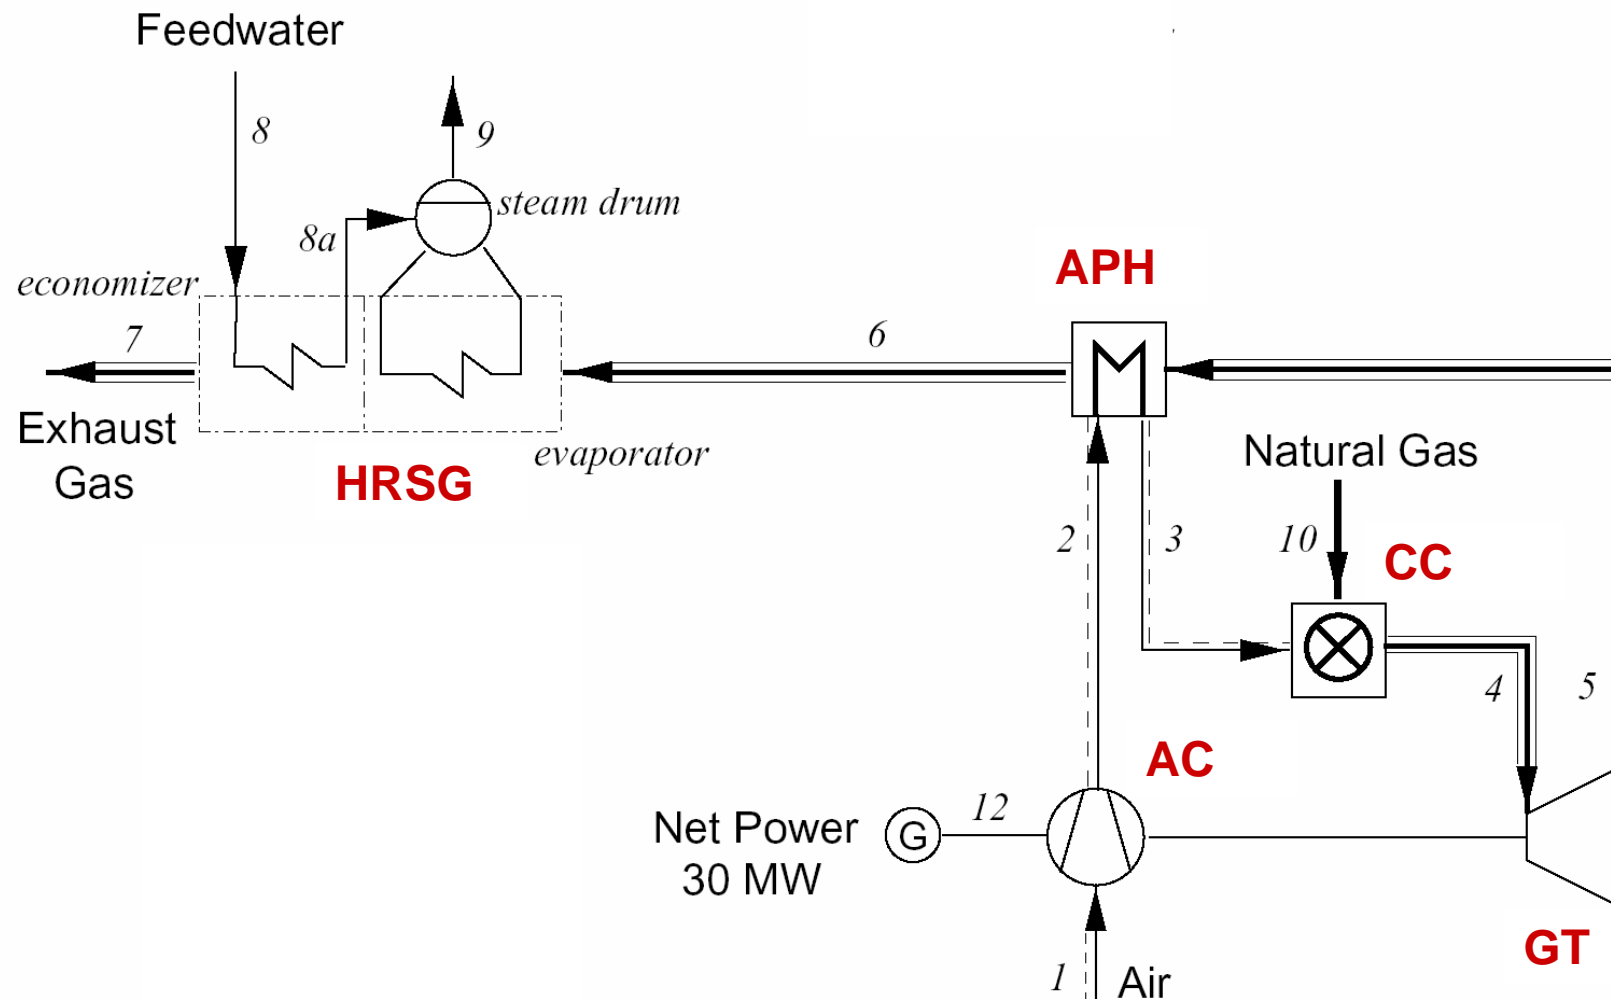 Feedwater
8
9
steam drum
8a
economizer
APH
7
6
Exhaust
Gas
HRSG
evaporator
Natural Gas
2
3
10
CC
4
5
AC
12
Net Power
30 MW
G
GT
1
Air